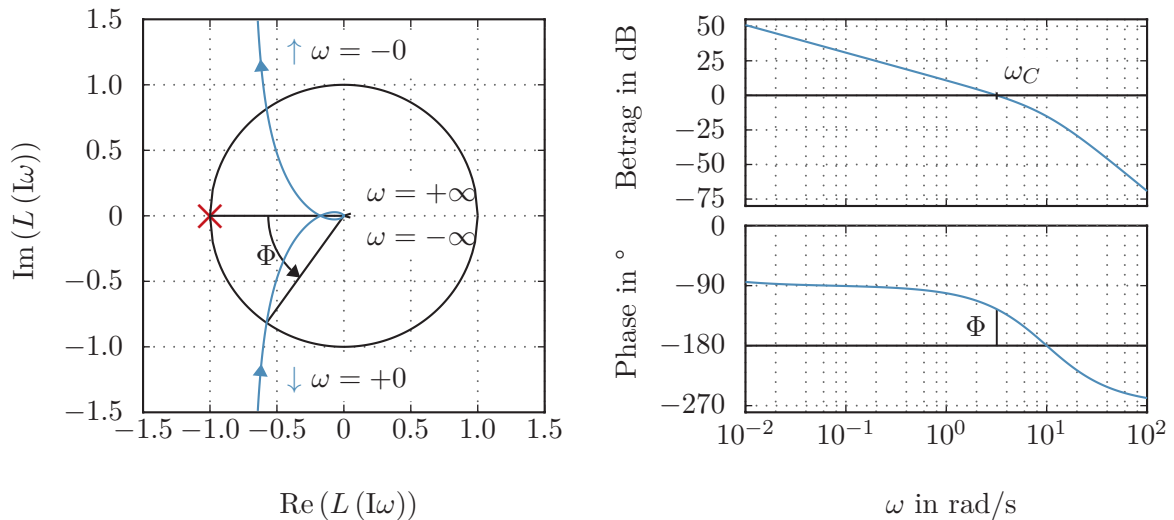 1.5
1.0
0.5
0
−0.5
−1.0
−1.5
Im (L (Iω))
↑ ω = −0
ω = +∞
ω = −∞
Φ
↓ ω = +0
−1.5
−1.0
−0.5
0
0.5
1.0
1.5
Re (L (Iω))
50
25
0
−25
−50
−75
Betrag in dB
ω_C
0
−90
−180
−270
Phase in °
Φ
10^−2
10^−1
10^0
10^1
10^2
ω in rad/s